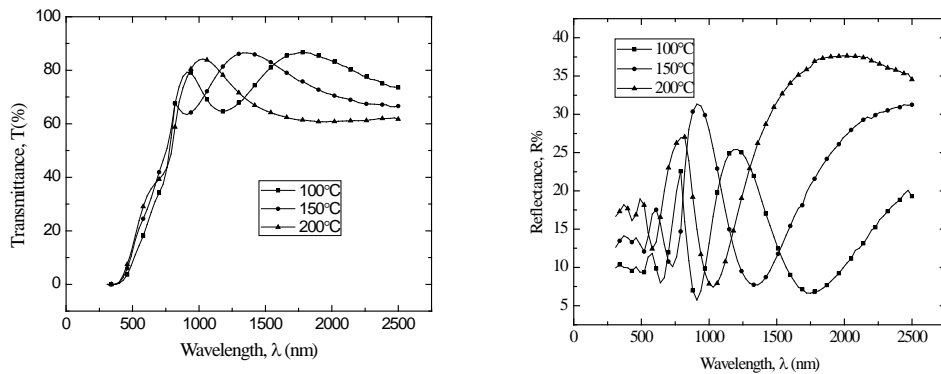 100
80
60
40
20
0
Transmittance, T(%)
100°C
150°C
200°C
0 500 1000 1500 2000 2500
Wavelength, λ (nm)
40
35
30
25
20
15
10
5
Reflectance, R%
100°C
150°C
200°C
0 500 1000 1500 2000 2500
Wavelength, λ (nm)